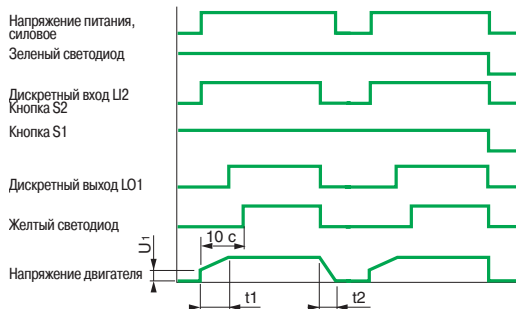 Напряжение питания,
силовое
Зеленый светодиод
Дискретный вход LI2
Кнопка S2
Кнопка S1
Дискретный выход LO1
Желтый светодиод
U1
10 с
Напряжение двигателя
t1
t2